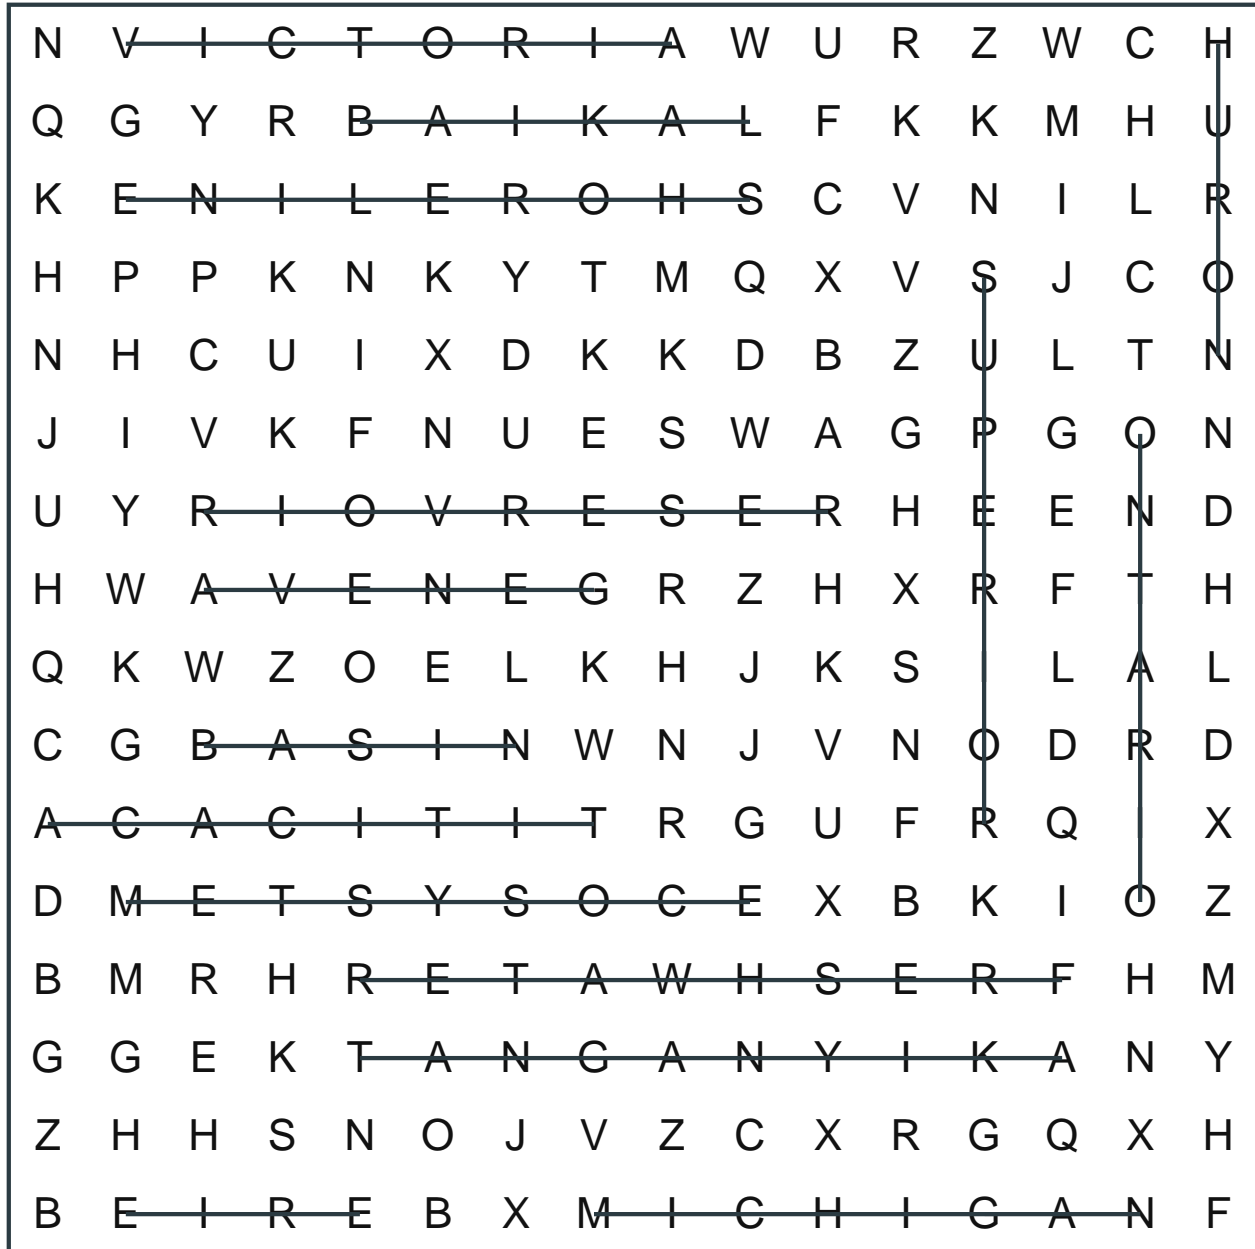 N V I C T O R I A W U R Z W C H
Q G Y R B A I K A L F K K M H U
K E N I L E R O H S C V N I L R
H P P K N K Y T M Q X V S J C O
N H C U I X D K K D B Z U L T N
J I V K F N U E S W A G P G O N
U Y R I O V R E S E R H E E N D
H W A V E N E G R Z H X R F T H
Q K W Z O E L K H J K S I L A L
C G B A S I N W N J V N O D R D
A C A C I T I T R G U F R Q I X
D M E T S Y S O C E X B K I O Z
B M R H R E T A W H S E R F H M
G G E K T A N G A N Y I K A N Y
Z H H S N O J V Z C X R G Q X H
B E I R E B X M I C H I G A N F